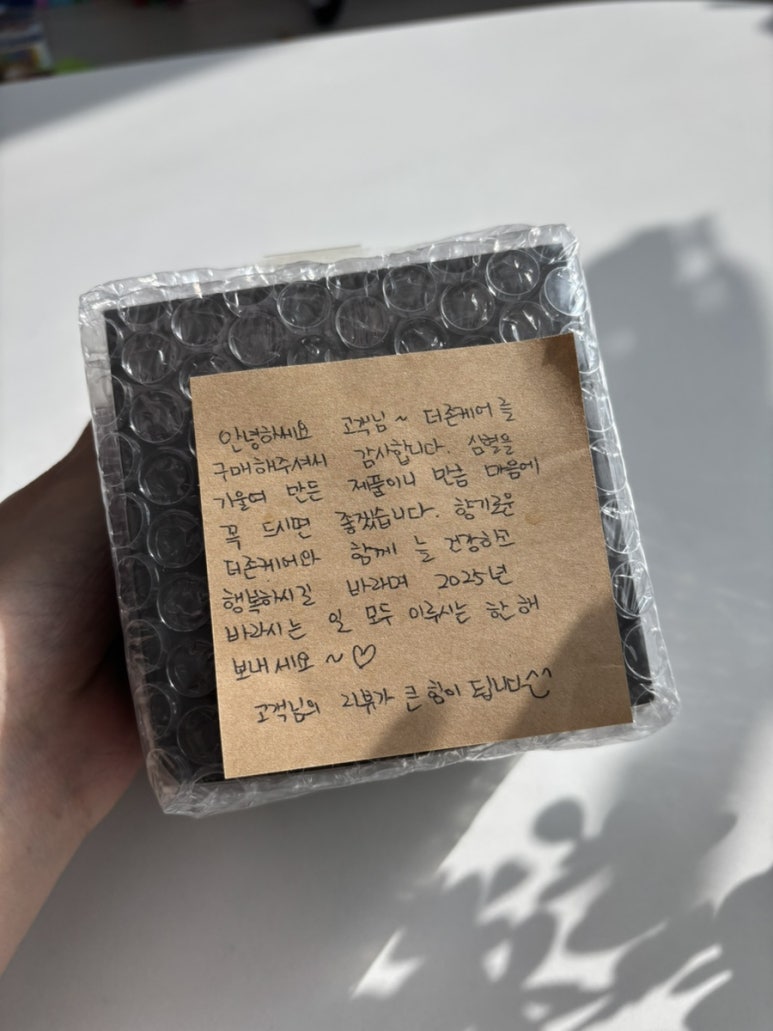 안녕하세요 고객님 ~ 더존케어를
구매해주셔서 감사합니다. 심혈을
기울여 만든 제품이니 만큼 마음에
꼭 드시면 좋겠습니다. 향기로운
더존케어와 함께 늘 건강하고
행복하시길 바라며 2025년
바라시는 일 모두 이루시는 한해
보내세요 ~ ♡
고객님의 리뷰가 큰 힘이 됩니다^^